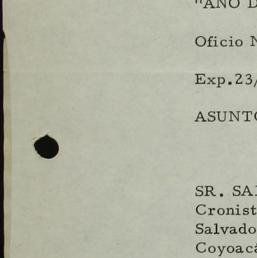 "AÑO D
Oficio N
Exp.23/
ASUNTO
SR. SA
Cronist
Salvado
Coyoacá